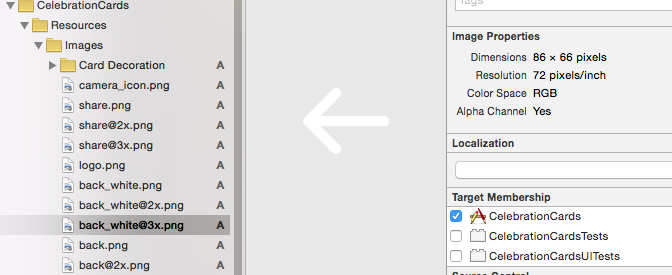 CelebrationCards
Resources
Images
Card Decoration A
camera_icon.png A
share.png A
share@2x.png A
share@3x.png A
logo.png A
back_white.png A
back_white@2x.png A
back_white@3x.png A
back.png A
back@2x.png A
Tags
Image Properties
Dimensions 86 × 66 pixels
Resolution 72 pixels/inch
Color Space RGB
Alpha Channel Yes
Localization
Target Membership
CelebrationCards
CelebrationCardsTests
CelebrationCardsUITests
Source Control